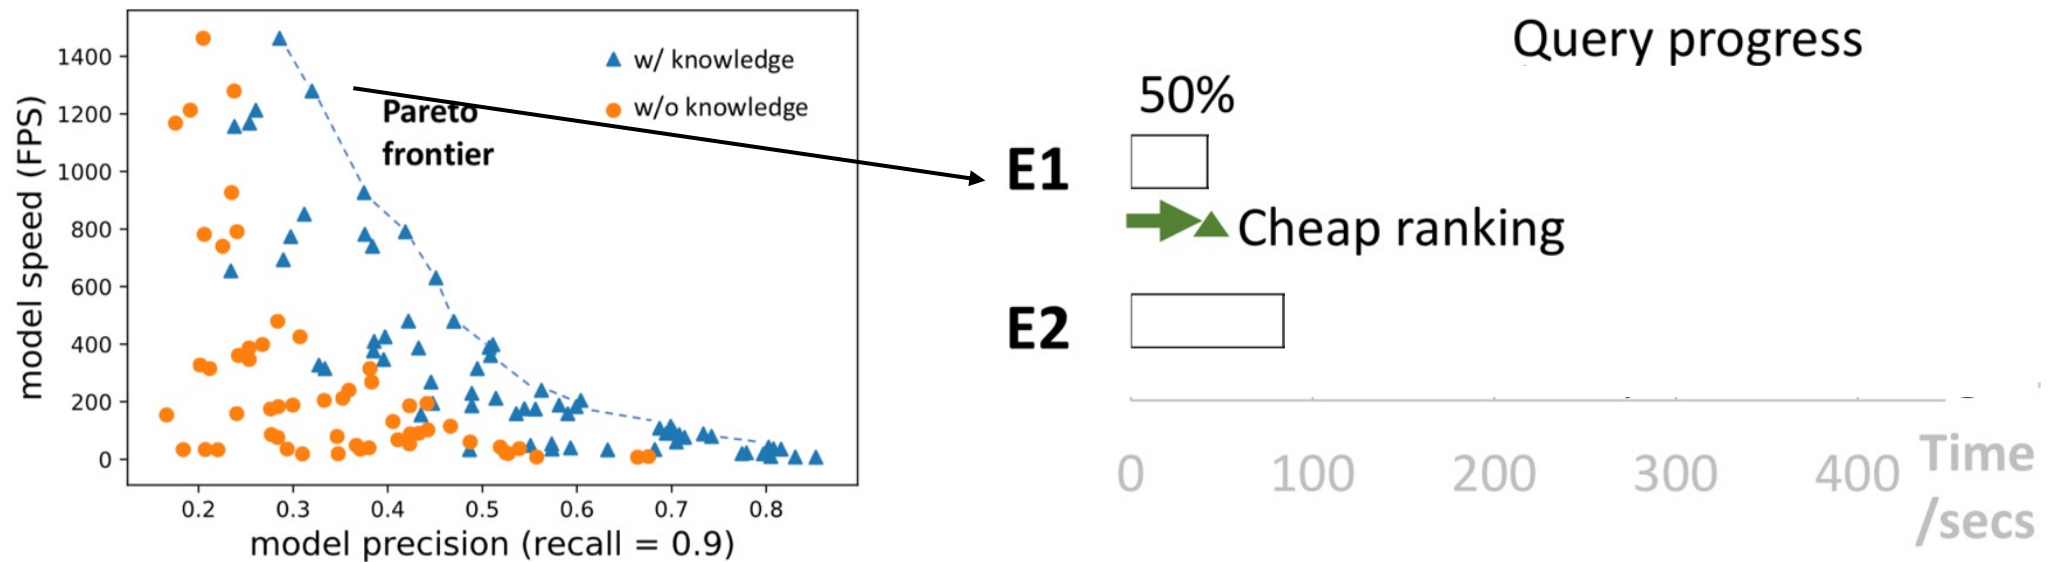 model speed (FPS)
1400
1200
1000
800
600
400
200
0
w/ knowledge
w/o knowledge
Pareto
frontier
0.2 0.3 0.4 0.5 0.6 0.7 0.8
model precision (recall = 0.9)
Query progress
50%
E1
Cheap ranking
E2
0 100 200 300 400
Time
/secs